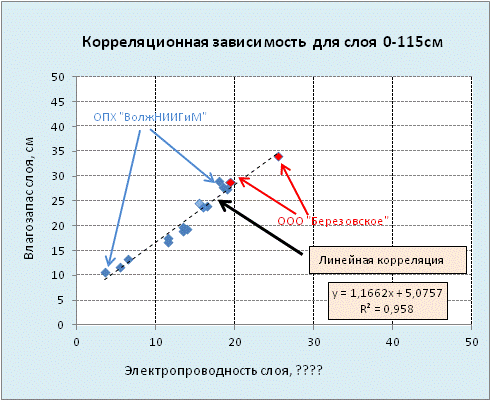 Корреляционная зависимость для слоя 0-115см
Влагозапас слоя, см
50
45
40
35
30
25
20
15
10
5
0
ОПХ "ВолжНИИГиМ"
ООО "Березовское"
Линейная корреляция
y = 1,1662x + 5,0757
R² = 0,958
0 10 20 30 40 50
Электропроводность слоя, ????